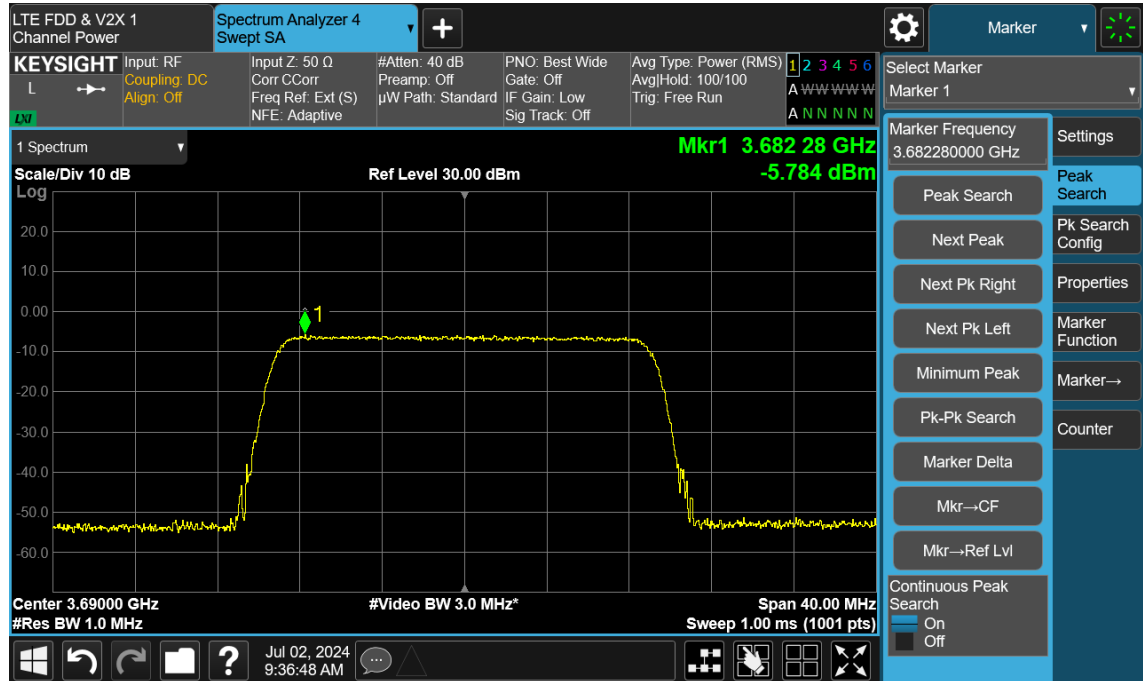 LTE FDD & V2X 1
Channel Power
Spectrum Analyzer 4
Swept SA
Marker
KEYSIGHT
L
LXI
Input: RF
Coupling: DC
Align: Off
Input Z: 50 Ω
Corr CCorr
Freq Ref: Ext (S)
NFE: Adaptive
#Atten: 40 dB
Preamp: Off
µW Path: Standard
PNO: Best Wide
Gate: Off
IF Gain: Low
Sig Track: Off
Avg Type: Power (RMS)
Avg|Hold: 100/100
Trig: Free Run
1 2 3 4 5 6
A W W W W W
A N N N N N
Select Marker
Marker 1
1 Spectrum
Mkr1 3.682 28 GHz
-5.784 dBm
Scale/Div 10 dB
Ref Level 30.00 dBm
Log
20.0
10.0
0.00
-10.0
-20.0
-30.0
-40.0
-50.0
-60.0
1
Center 3.69000 GHz
#Video BW 3.0 MHz*
Span 40.00 MHz
#Res BW 1.0 MHz
Sweep 1.00 ms (1001 pts)
Marker Frequency
3.682280000 GHz
Peak Search
Next Peak
Next Pk Right
Next Pk Left
Minimum Peak
Pk-Pk Search
Marker Delta
Mkr→CF
Mkr→Ref Lvl
Continuous Peak
Search
On
Off
Settings
Peak
Search
Pk Search
Config
Properties
Marker
Function
Marker→
Counter
?
Jul 02, 2024
9:36:48 AM